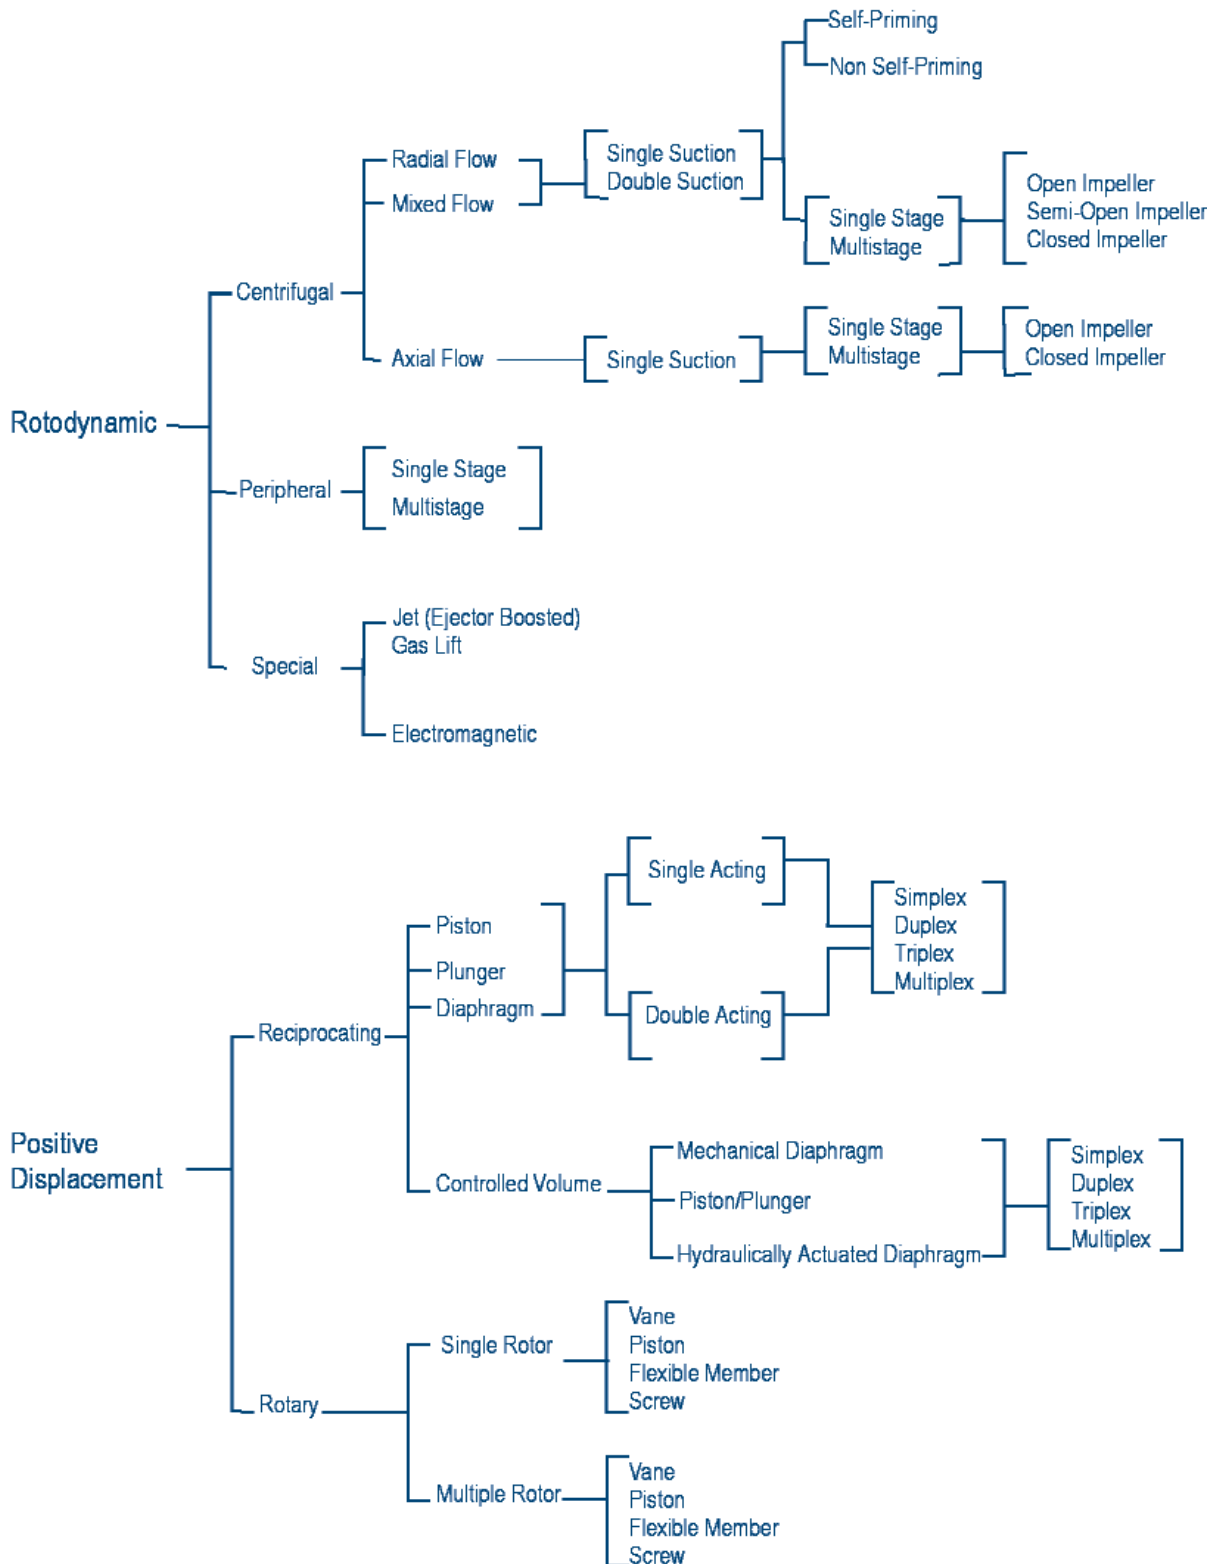 Self-Priming
Non Self-Priming
Radial Flow
Mixed Flow
Single Suction
Double Suction
Single Stage
Multistage
Open Impeller
Semi-Open Impeller
Closed Impeller
Centrifugal
Axial Flow
Single Suction
Single Stage
Multistage
Open Impeller
Closed Impeller
Rotodynamic
Peripheral
Single Stage
Multistage
Special
Jet (Ejector Boosted)
Gas Lift
Electromagnetic
Single Acting
Piston
Plunger
Diaphragm
Double Acting
Simplex
Duplex
Triplex
Multiplex
Reciprocating
Positive
Displacement
Controlled Volume
Mechanical Diaphragm
Piston/Plunger
Hydraulically Actuated Diaphragm
Simplex
Duplex
Triplex
Multiplex
Rotary
Single Rotor
Vane
Piston
Flexible Member
Screw
Multiple Rotor
Vane
Piston
Flexible Member
Screw